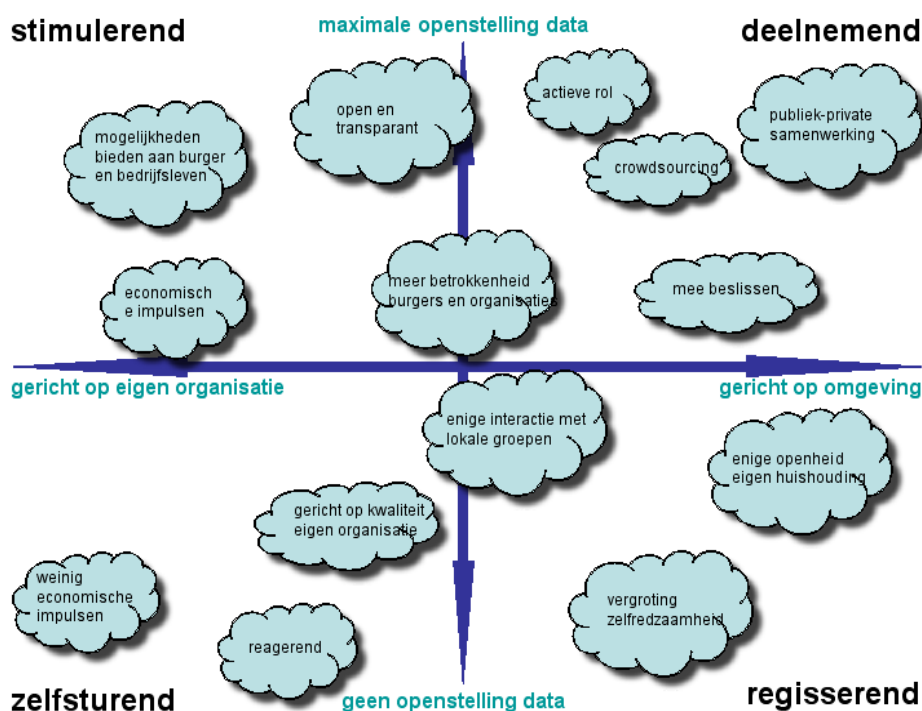 stimulerend
maximale openstelling data
deelnemend
mogelijkheden
bieden aan burger
en bedrijfsleven
open en
transparant
actieve rol
crowdsourcing
publiek-private
samenwerking
economisch
e impulsen
meer betrokkenheid
burgers en organisaties
mee beslissen
gericht op eigen organisatie
gericht op omgeving
enige interactie met
lokale groepen
enige openheid
eigen huishouding
gericht op kwaliteit
eigen organisatie
weinig
economische
impulsen
reagerend
vergroting
zelfredzaamheid
zelfsturend
geen openstelling data
regisserend